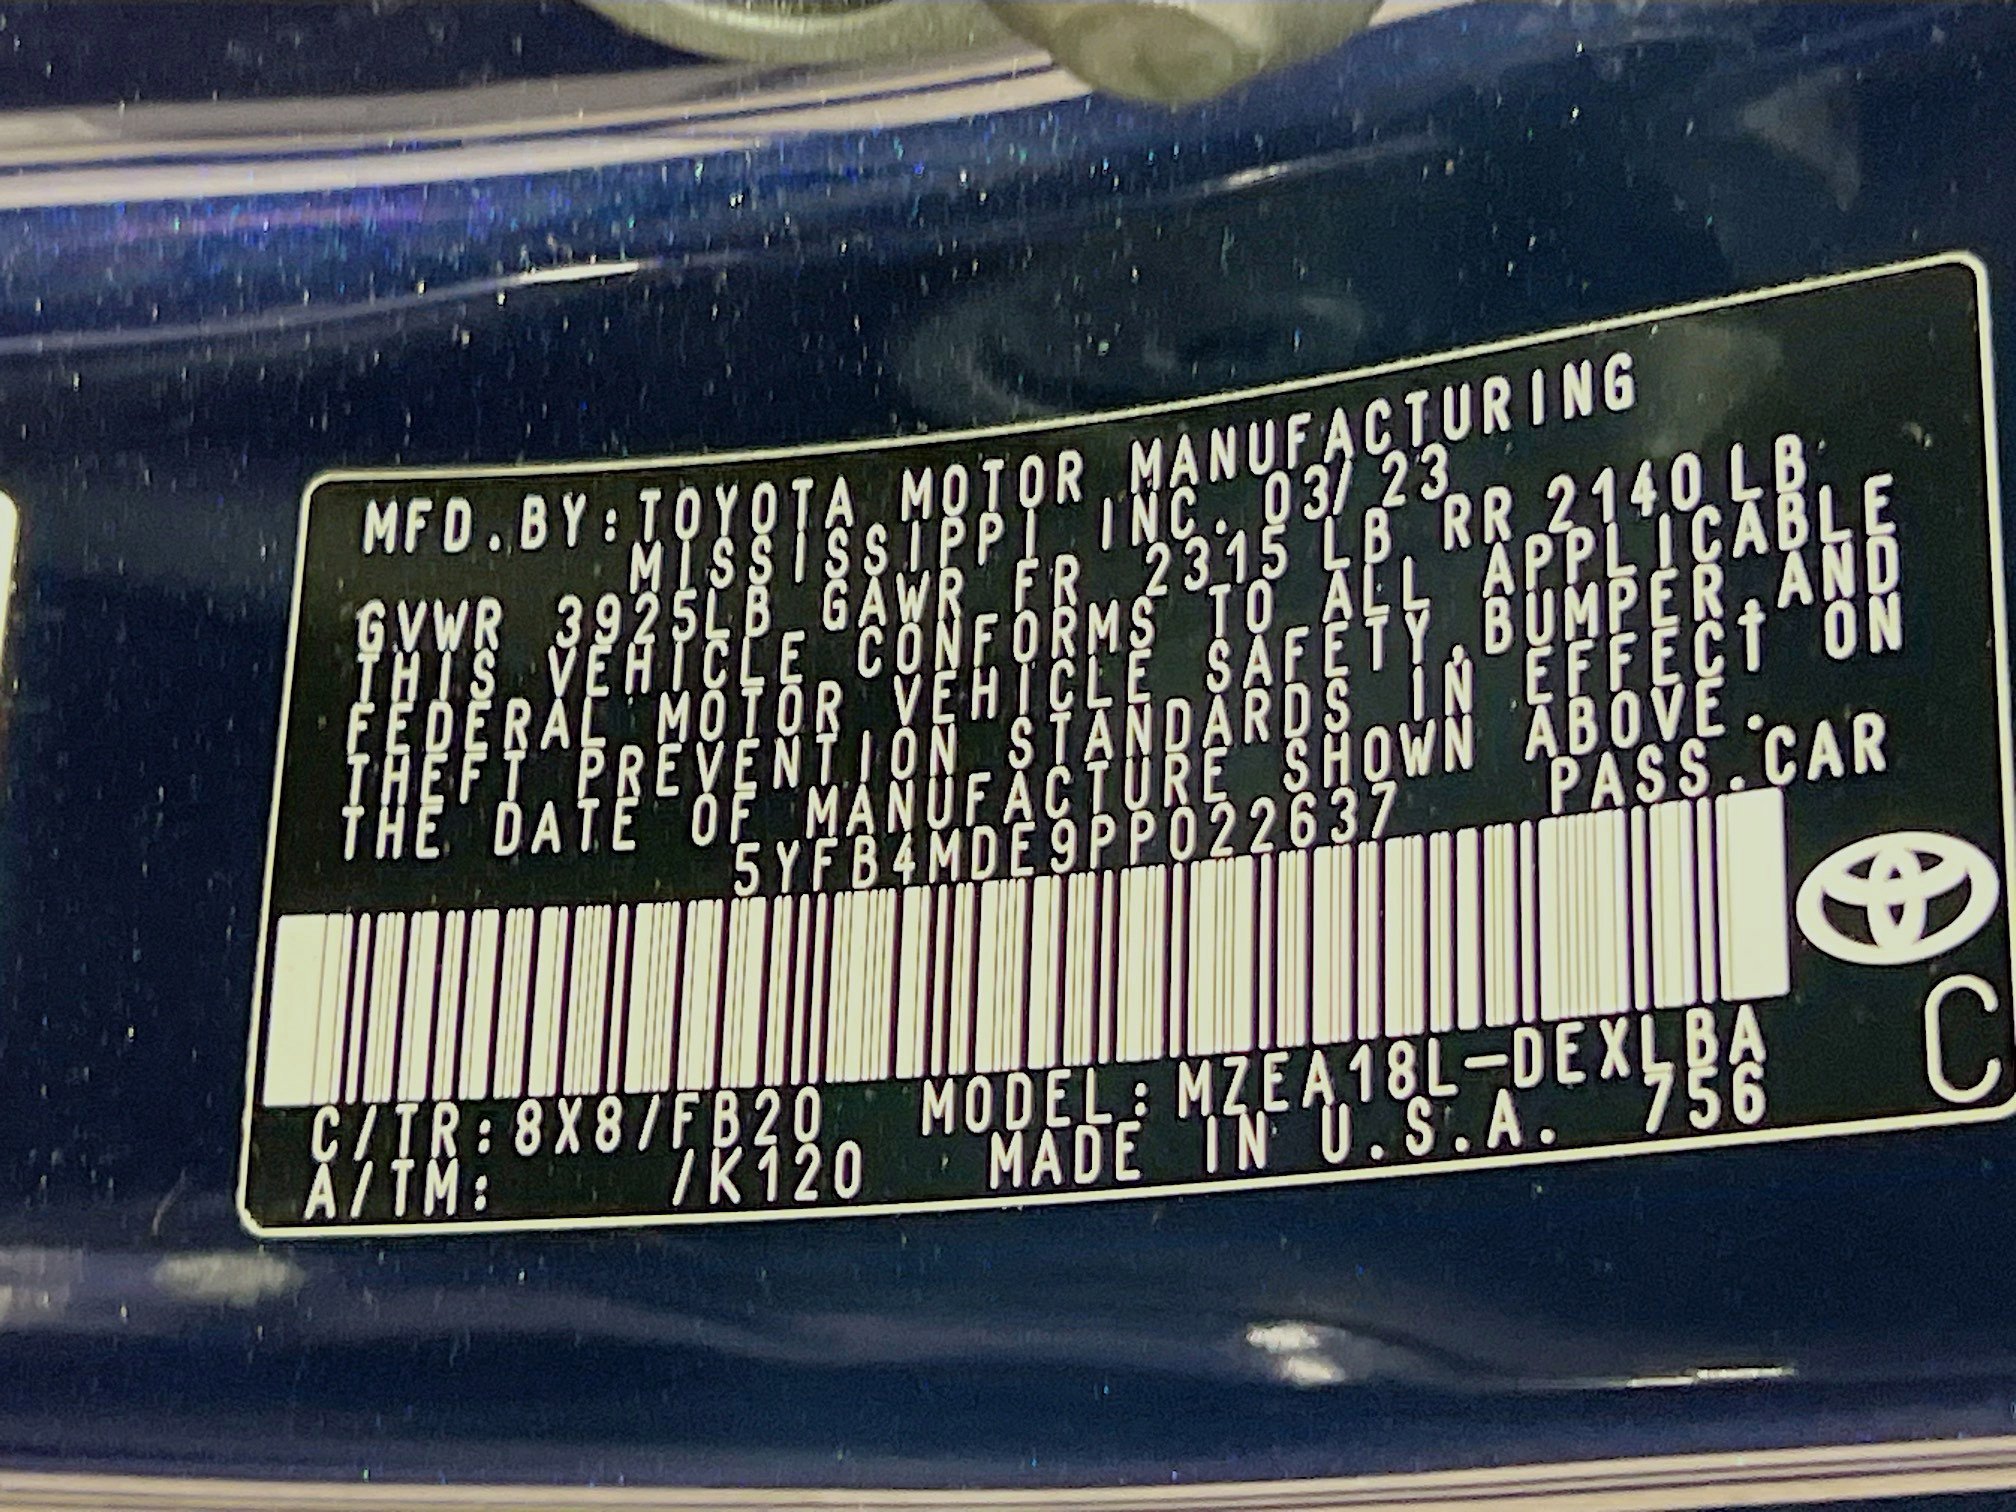 MFD.BY:TOYOTA MOTOR MANUFACTURING
MISSISSIPPI INC. 03/23
GVWR 3925LB GAWR FR 2315 LB RR 2140LB
THIS VEHICLE CONFORMS TO ALL APPLICABLE
FEDERAL MOTOR VEHICLE SAFETY,BUMPER,AND
THEFT PREVENTION STANDARDS IN EFFECT ON
THE DATE OF MANUFACTURE SHOWN ABOVE.
5YFB4MDE9PP022637 PASS.CAR
C/TR:8X8/FB20 MODEL:MZEA18L-DEXLBA
A/TM: /K120 MADE IN U.S.A. 756
C